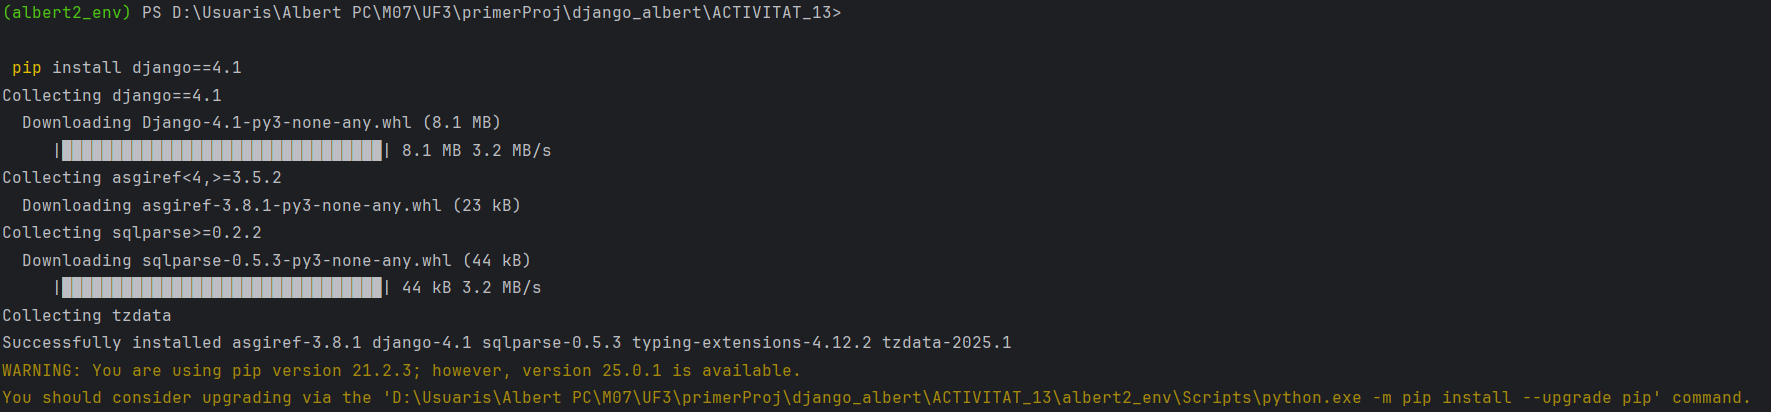 (albert2_env) PS D:\Usuaris\Albert PC\M07\UF3\primerProj\django_albert\ACTIVITAT_13>
pip install django==4.1
Collecting django==4.1
Downloading Django-4.1-py3-none-any.whl (8.1 MB)
|████████████████████████████████| 8.1 MB 3.2 MB/s
Collecting asgiref<4,>=3.5.2
Downloading asgiref-3.8.1-py3-none-any.whl (23 kB)
Collecting sqlparse>=0.2.2
Downloading sqlparse-0.5.3-py3-none-any.whl (44 kB)
|████████████████████████████████| 44 kB 3.2 MB/s
Collecting tzdata
Successfully installed asgiref-3.8.1 django-4.1 sqlparse-0.5.3 typing-extensions-4.12.2 tzdata-2025.1
WARNING: You are using pip version 21.2.3; however, version 25.0.1 is available.
You should consider upgrading via the 'D:\Usuaris\Albert PC\M07\UF3\primerProj\django_albert\ACTIVITAT_13\albert2_env\Scripts\python.exe -m pip install --upgrade pip' command.